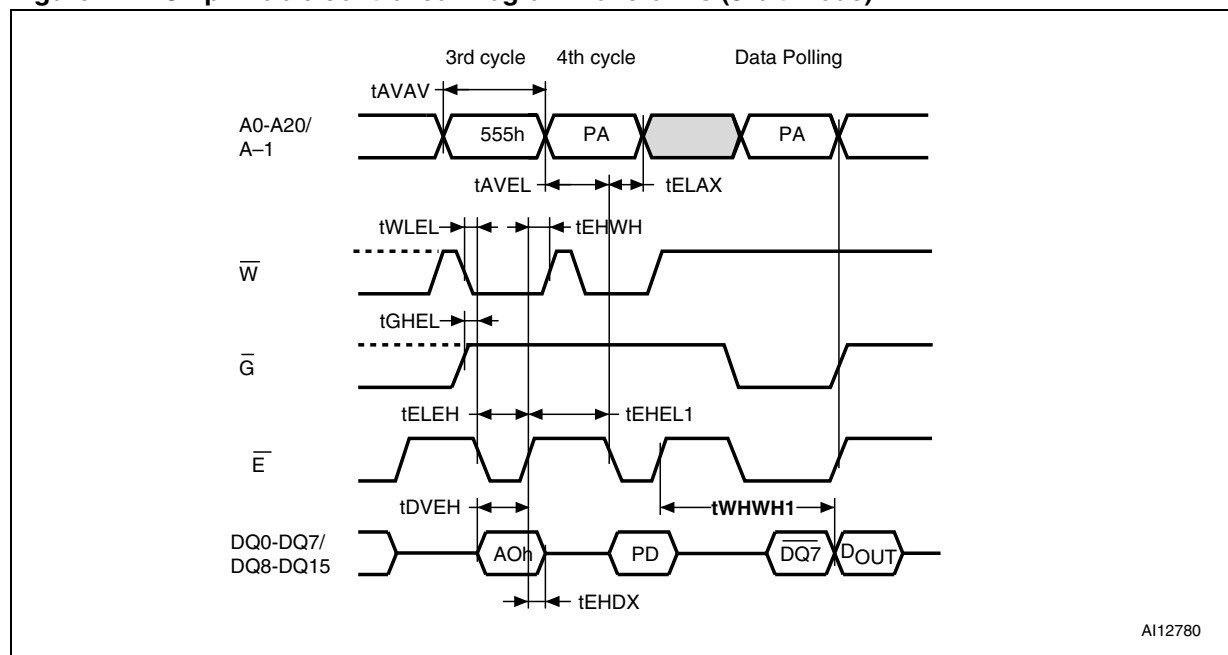 3rd cycle 4th cycle Data Polling
tAVAV
A0-A20/
A–1
555h PA PA
tAVEL tELAX
tWLEL tEHWH
W
tGHEL
G
tELEH tEHEL1
E
tDVEH tWHWH1
DQ0-DQ7/
DQ8-DQ15
AOh PD DQ7 DOUT
tEHDX
AI12780